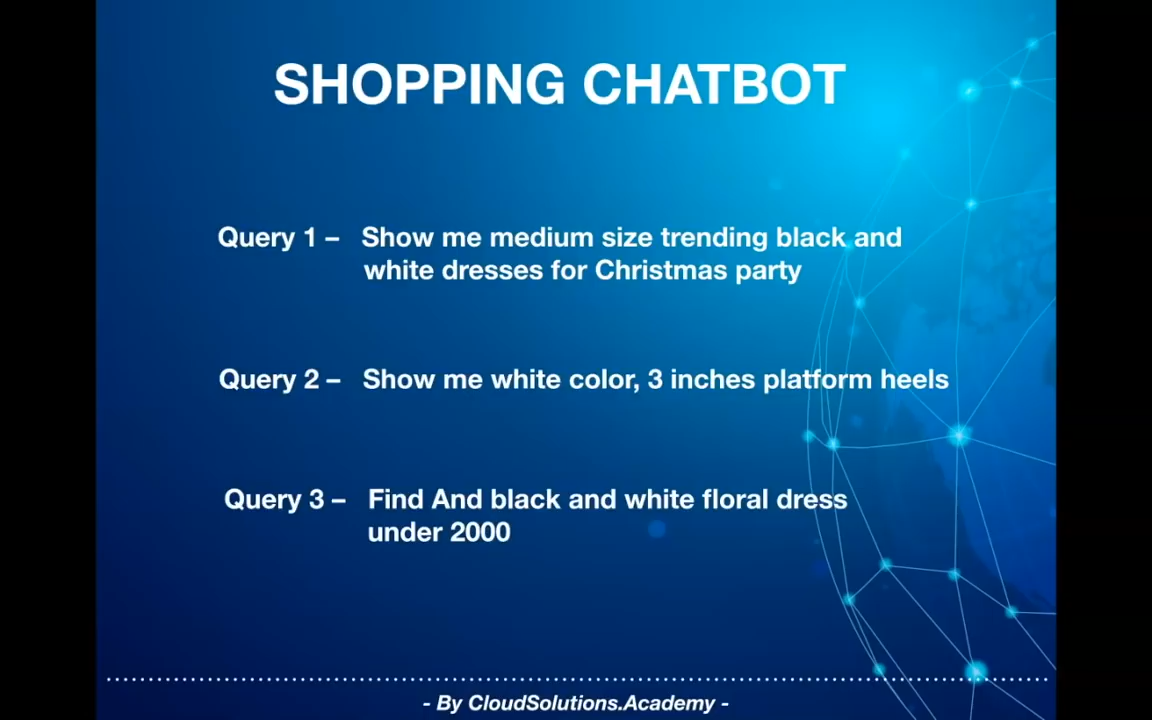 SHOPPING CHATBOT
Query 1 – Show me medium size trending black and
white dresses for Christmas party
Query 2 – Show me white color, 3 inches platform heels
Query 3 – Find And black and white floral dress
under 2000
- By CloudSolutions.Academy -